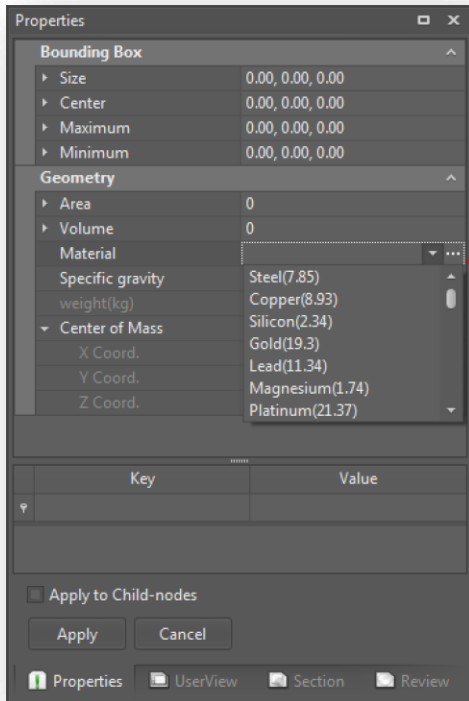 Properties
Bounding Box
Size 0.00, 0.00, 0.00
Center 0.00, 0.00, 0.00
Maximum 0.00, 0.00, 0.00
Minimum 0.00, 0.00, 0.00
Geometry
Area 0
Volume 0
Material
Specific gravity Steel(7.85)
weight(kg) Copper(8.93)
Silicon(2.34)
Center of Mass Gold(19.3)
X Coord. Lead(11.34)
Y Coord. Magnesium(1.74)
Z Coord. Platinum(21.37)
Key Value
Apply to Child-nodes
Apply Cancel
Properties UserView Section Review